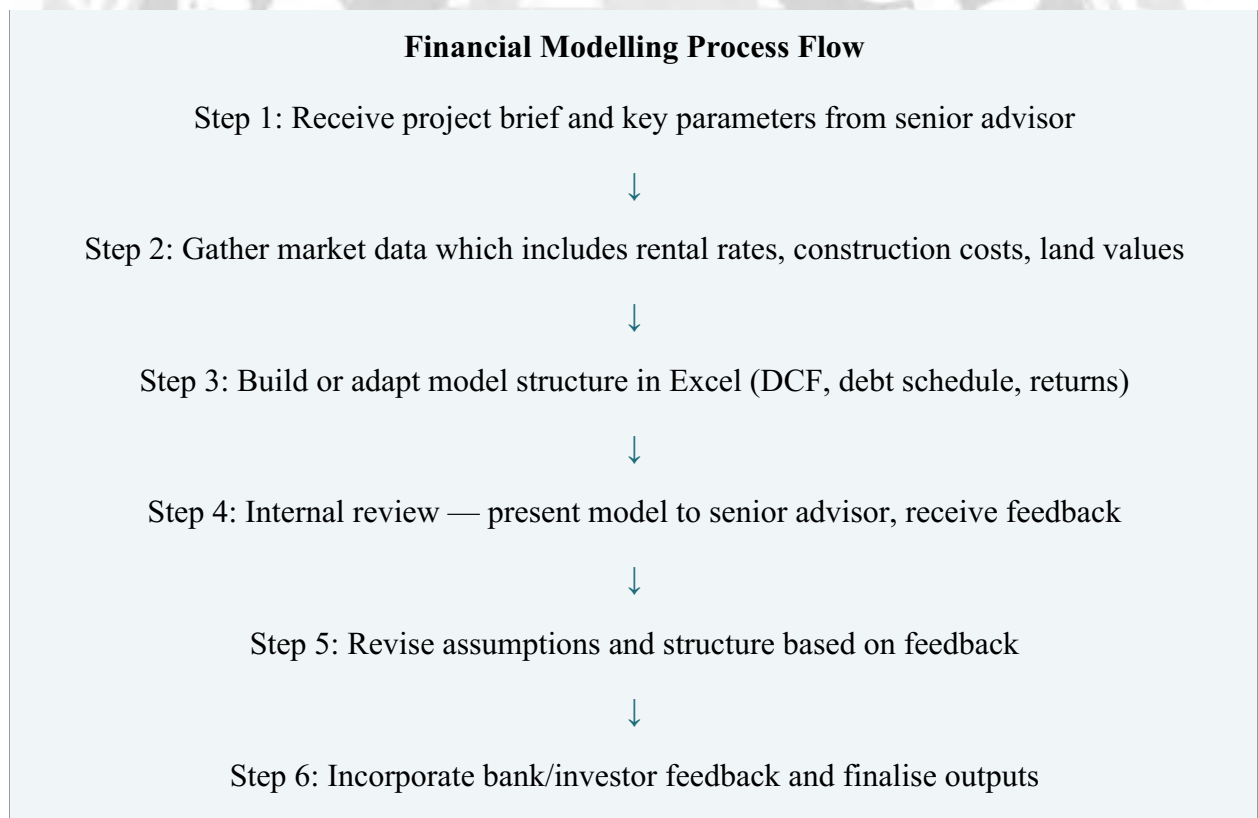 Financial Modelling Process Flow
Step 1: Receive project brief and key parameters from senior advisor
↓
Step 2: Gather market data which includes rental rates, construction costs, land values
↓
Step 3: Build or adapt model structure in Excel (DCF, debt schedule, returns)
↓
Step 4: Internal review — present model to senior advisor, receive feedback
↓
Step 5: Revise assumptions and structure based on feedback
↓
Step 6: Incorporate bank/investor feedback and finalise outputs